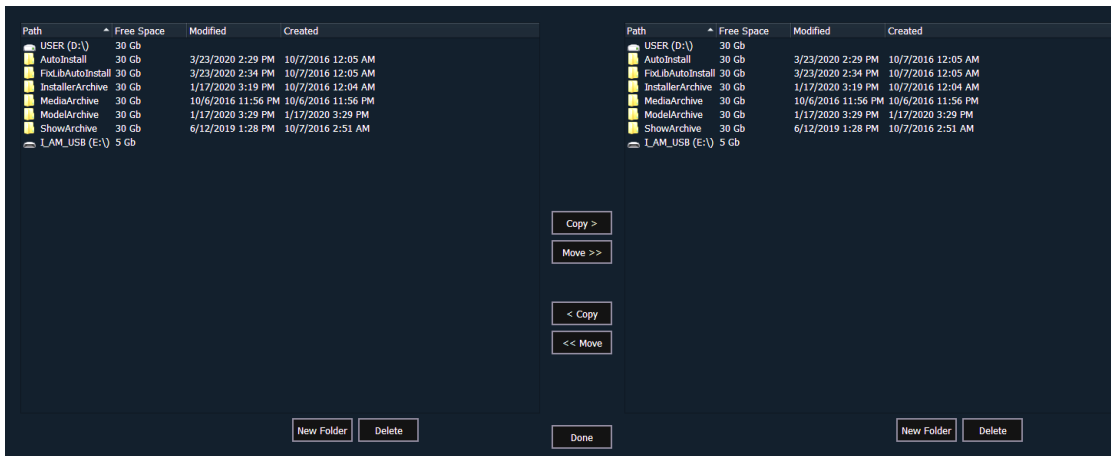 Path Free Space Modified Created
USER (D:\) 30 Gb
AutoInstall 30 Gb 3/23/2020 2:29 PM 10/7/2016 12:05 AM
FixLibAutoInstall 30 Gb 3/23/2020 2:34 PM 10/7/2016 12:05 AM
InstallerArchive 30 Gb 1/17/2020 3:19 PM 10/7/2016 12:04 AM
MediaArchive 30 Gb 10/6/2016 11:56 PM 10/6/2016 11:56 PM
ModelArchive 30 Gb 1/17/2020 3:29 PM 1/17/2020 3:29 PM
ShowArchive 30 Gb 6/12/2019 1:28 PM 10/7/2016 2:51 AM
I_AM_USB (E:\) 5 Gb
New Folder Delete
Copy >
Move >>
< Copy
<< Move
Done
Path Free Space Modified Created
USER (D:\) 30 Gb
AutoInstall 30 Gb 3/23/2020 2:29 PM 10/7/2016 12:05 AM
FixLibAutoInstall 30 Gb 3/23/2020 2:34 PM 10/7/2016 12:05 AM
InstallerArchive 30 Gb 1/17/2020 3:19 PM 10/7/2016 12:04 AM
MediaArchive 30 Gb 10/6/2016 11:56 PM 10/6/2016 11:56 PM
ModelArchive 30 Gb 1/17/2020 3:29 PM 1/17/2020 3:29 PM
ShowArchive 30 Gb 6/12/2019 1:28 PM 10/7/2016 2:51 AM
I_AM_USB (E:\) 5 Gb
New Folder Delete